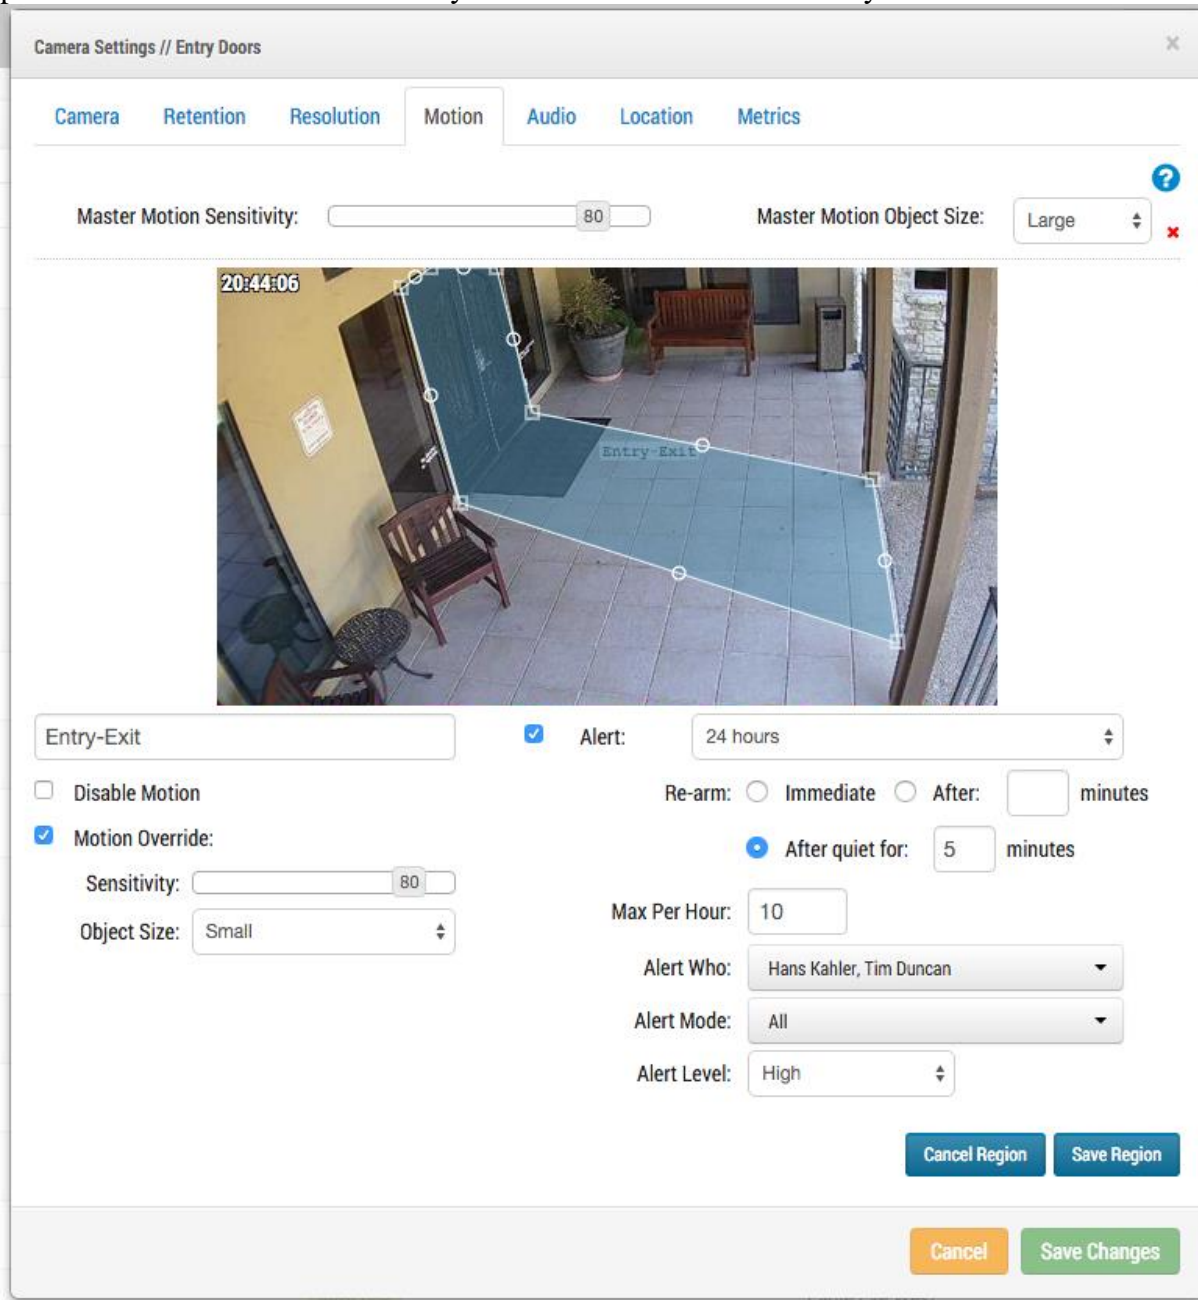 Camera Settings // Entry Doors ×
Camera Retention Resolution Motion Audio Location Metrics
?
Master Motion Sensitivity: 80 Master Motion Object Size: Large
20:44:06
Entry-Exit
Entry-Exit Alert: 24 hours
Disable Motion Re-arm: Immediate After: minutes
Motion Override: After quiet for: 5 minutes
Sensitivity: 80
Object Size: Small Max Per Hour: 10
Alert Who: Hans Kahler, Tim Duncan
Alert Mode: All
Alert Level: High
Cancel Region Save Region
Cancel Save Changes